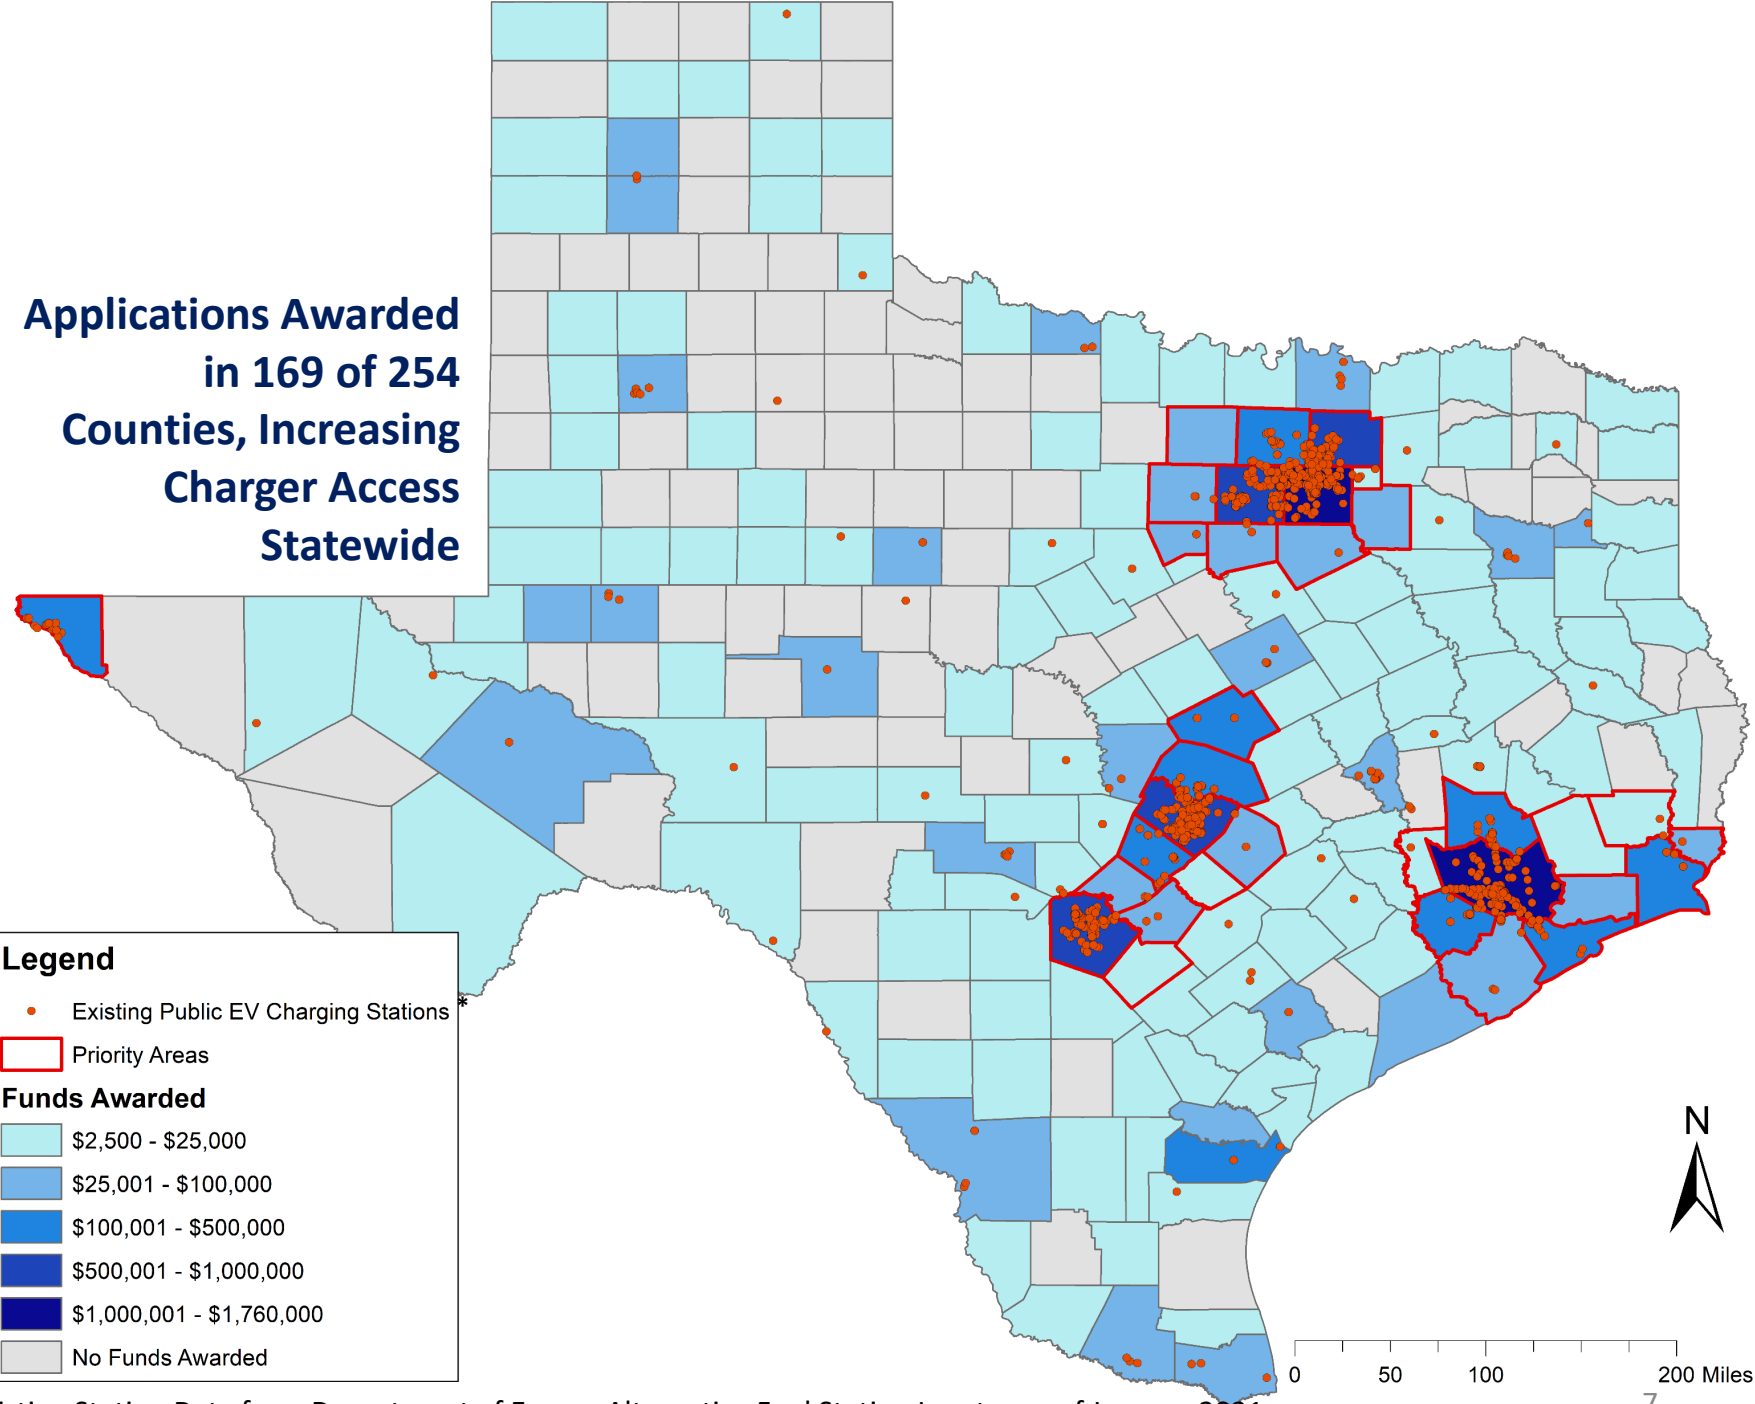 Applications Awarded
in 169 of 254
Counties, Increasing
Charger Access
Statewide
Legend
Existing Public EV Charging Stations *
Priority Areas
Funds Awarded
$2,500 - $25,000
$25,001 - $100,000
$100,001 - $500,000
$500,001 - $1,000,000
$1,000,001 - $1,760,000
No Funds Awarded
N
0 50 100 200 Miles
7